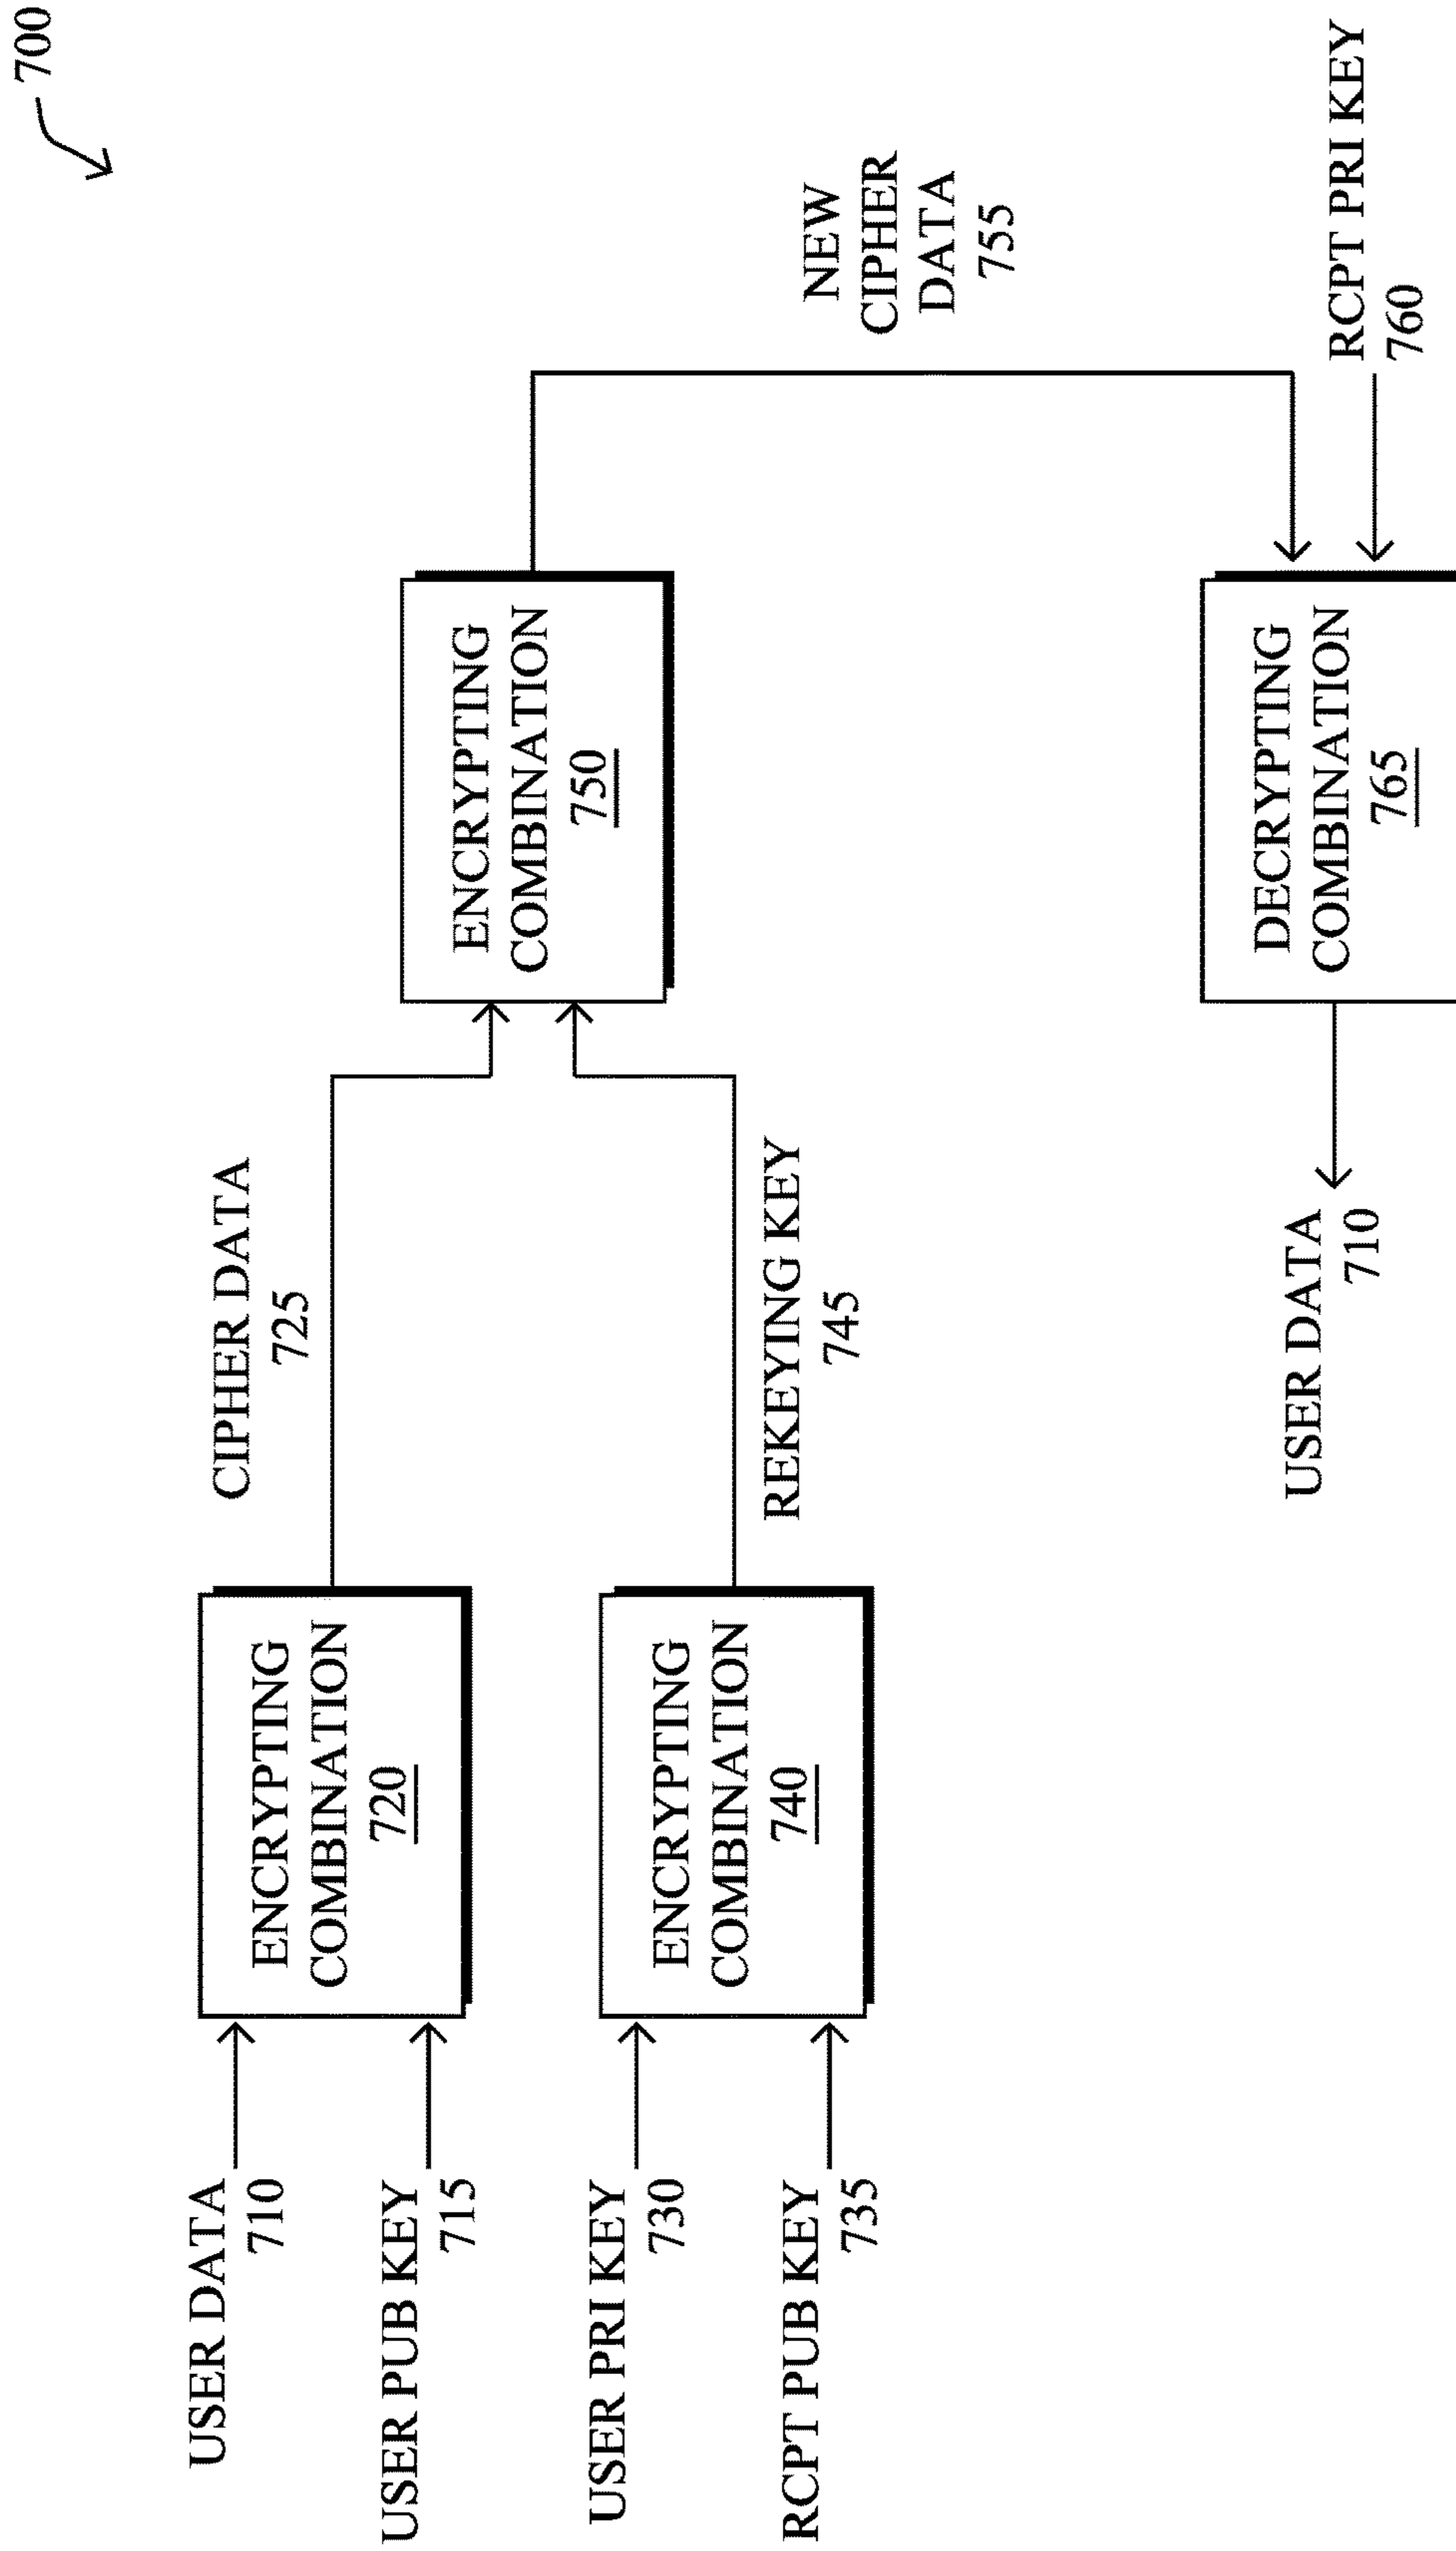 700
USER DATA
710
USER PUB KEY
715
ENCRYPTING
COMBINATION
720
CIPHER DATA
725
USER PRI KEY
730
RCPT PUB KEY
735
ENCRYPTING
COMBINATION
740
REKEYING KEY
745
ENCRYPTING
COMBINATION
750
NEW
CIPHER
DATA
755
USER DATA
710
DECRYPTING
COMBINATION
765
RCPT PRI KEY
760